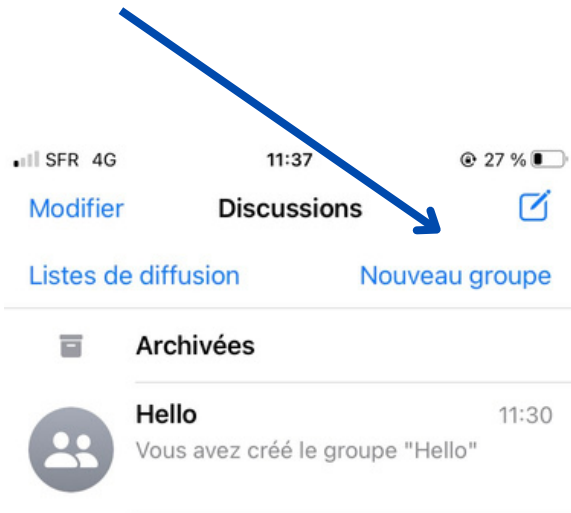 SFR 4G 11:37 27 %
Modifier Discussions
Listes de diffusion Nouveau groupe
Archivées
Hello 11:30
Vous avez créé le groupe "Hello"